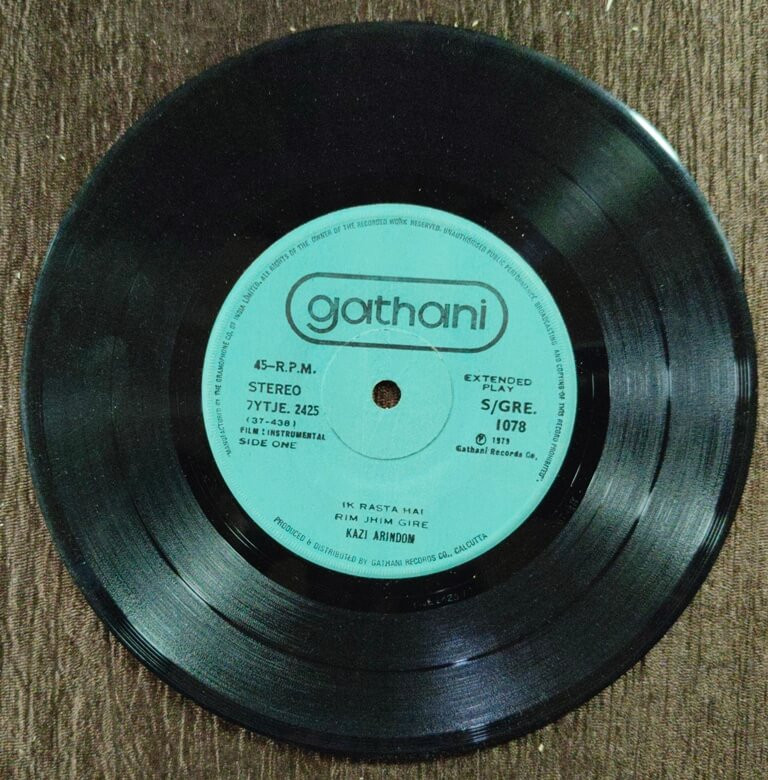 MANUFACTURED BY THE GRAMOPHONE CO. OF INDIA LIMITED. ALL RIGHTS OF THE OWNER OF THE RECORDED WORK RESERVED. UNAUTHORISED PUBLIC PERFORMANCE, BROADCASTING AND COPYING OF THIS RECORD PROHIBITED.
gathani
45–R.P.M.
STEREO
7YTJE. 2425
(37-438)
FILM : INSTRUMENTAL
SIDE ONE
EXTENDED
PLAY
S/GRE.
1078
Ⓟ 1979
Gathani Records Co.
IK RASTA HAI
RIM JHIM GIRE
KAZI ARINDOM
PRODUCED & DISTRIBUTED BY GATHANI RECORDS CO., CALCUTTA